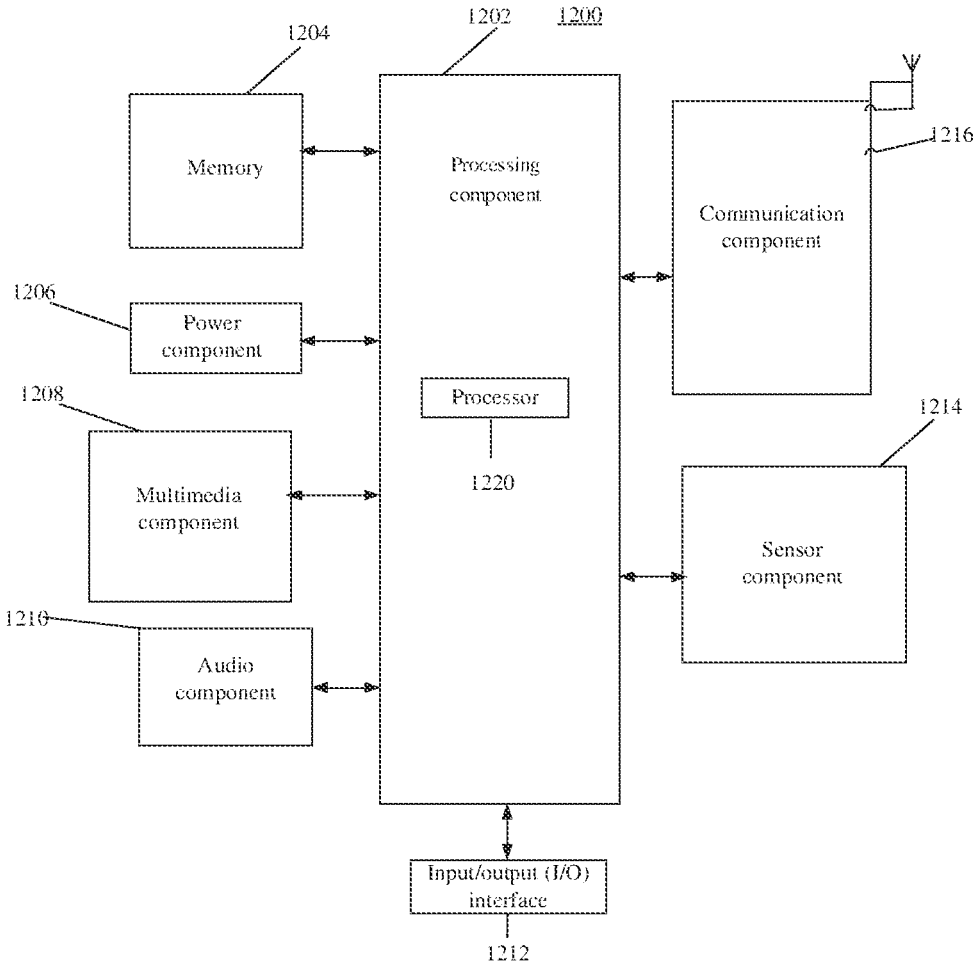 1202
1200
1204
Memory
Processing
component
1216
Communication
component
1206
Power
component
1208
Processor
1220
1214
Multimedia
component
Sensor
component
1210
Audio
component
Input/output (I/O)
interface
1212